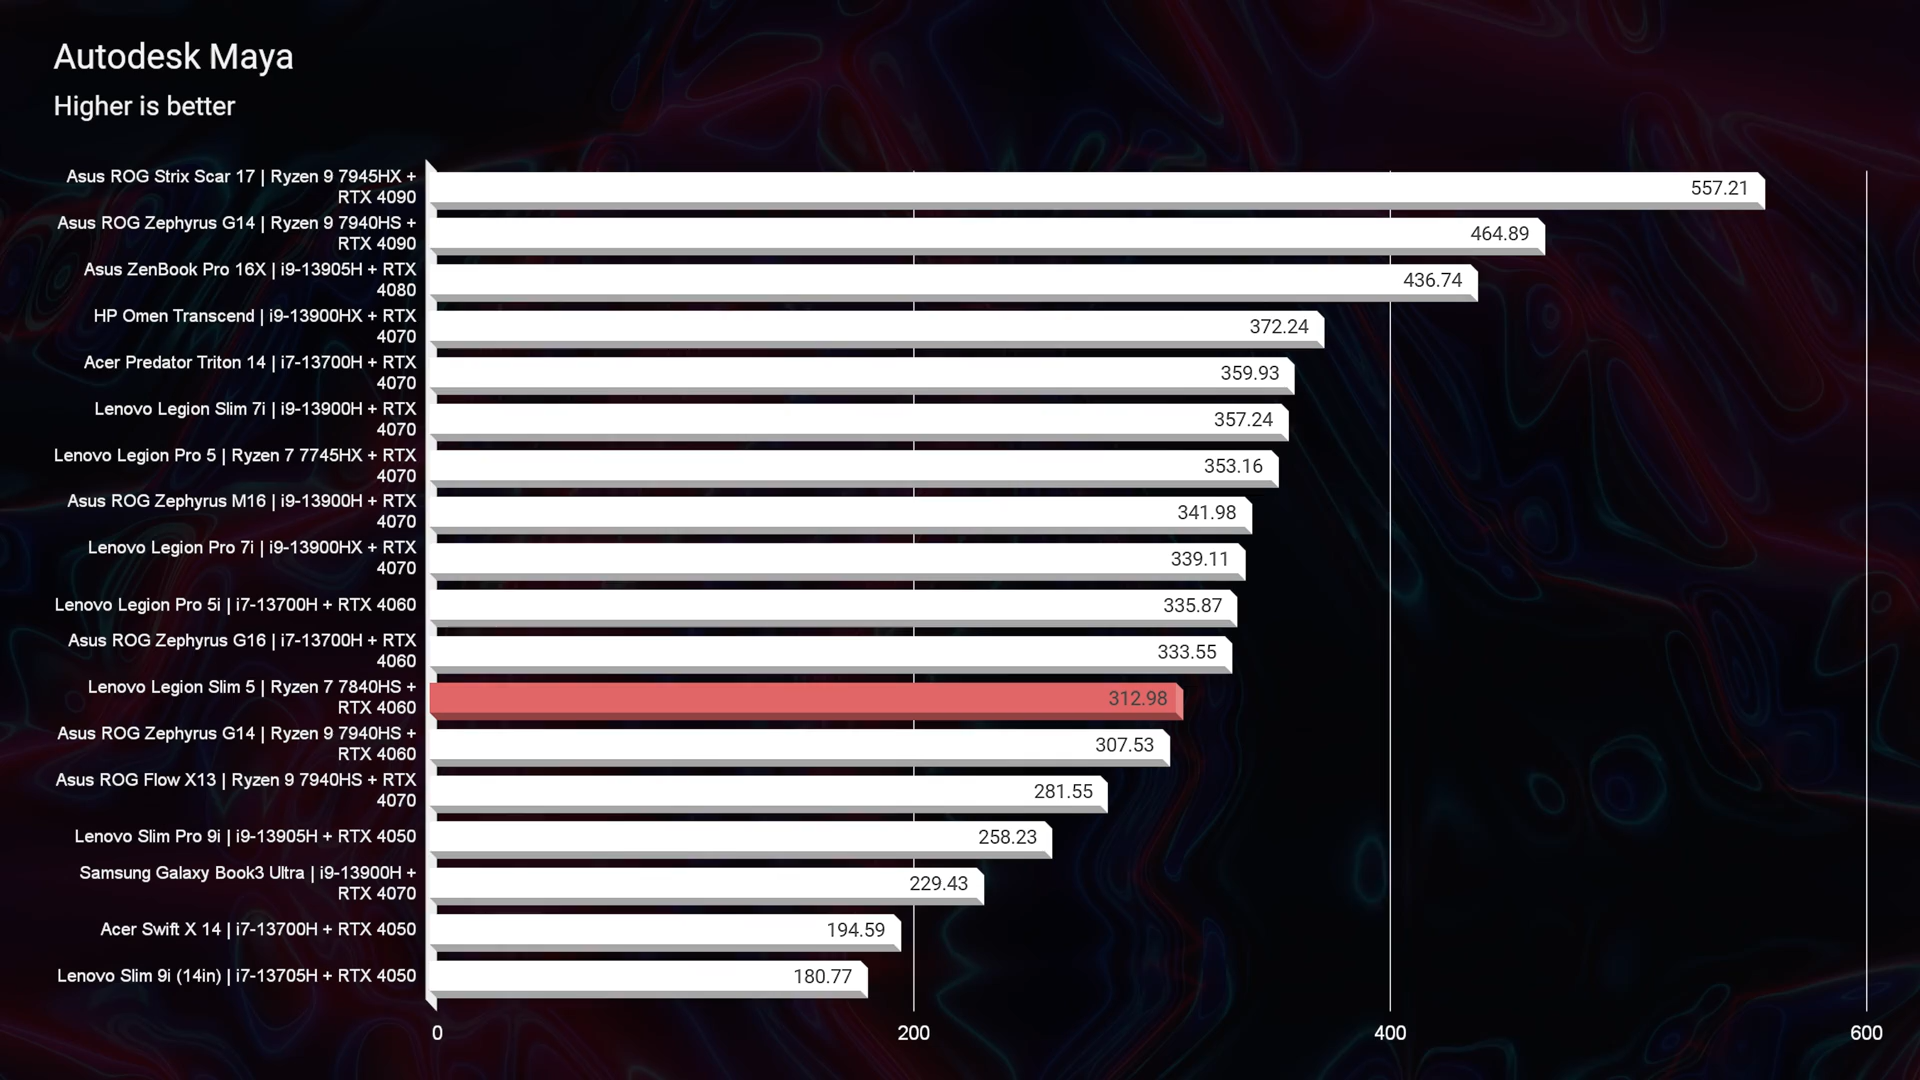 Autodesk Maya
Higher is better
Asus ROG Strix Scar 17 | Ryzen 9 7945HX +
RTX 4090
557.21
Asus ROG Zephyrus G14 | Ryzen 9 7940HS +
RTX 4090
464.89
Asus ZenBook Pro 16X | i9-13905H + RTX
4080
436.74
HP Omen Transcend | i9-13900HX + RTX
4070
372.24
Acer Predator Triton 14 | i7-13700H + RTX
4070
359.93
Lenovo Legion Slim 7i | i9-13900H + RTX
4070
357.24
Lenovo Legion Pro 5 | Ryzen 7 7745HX + RTX
4070
353.16
Asus ROG Zephyrus M16 | i9-13900H + RTX
4070
341.98
Lenovo Legion Pro 7i | i9-13900HX + RTX
4070
339.11
Lenovo Legion Pro 5i | i7-13700H + RTX 4060
335.87
Asus ROG Zephyrus G16 | i7-13700H + RTX
4060
333.55
Lenovo Legion Slim 5 | Ryzen 7 7840HS +
RTX 4060
312.98
Asus ROG Zephyrus G14 | Ryzen 9 7940HS +
RTX 4060
307.53
Asus ROG Flow X13 | Ryzen 9 7940HS + RTX
4070
281.55
Lenovo Slim Pro 9i | i9-13905H + RTX 4050
258.23
Samsung Galaxy Book3 Ultra | i9-13900H +
RTX 4070
229.43
Acer Swift X 14 | i7-13700H + RTX 4050
194.59
Lenovo Slim 9i (14in) | i7-13705H + RTX 4050
180.77
0 200 400 600